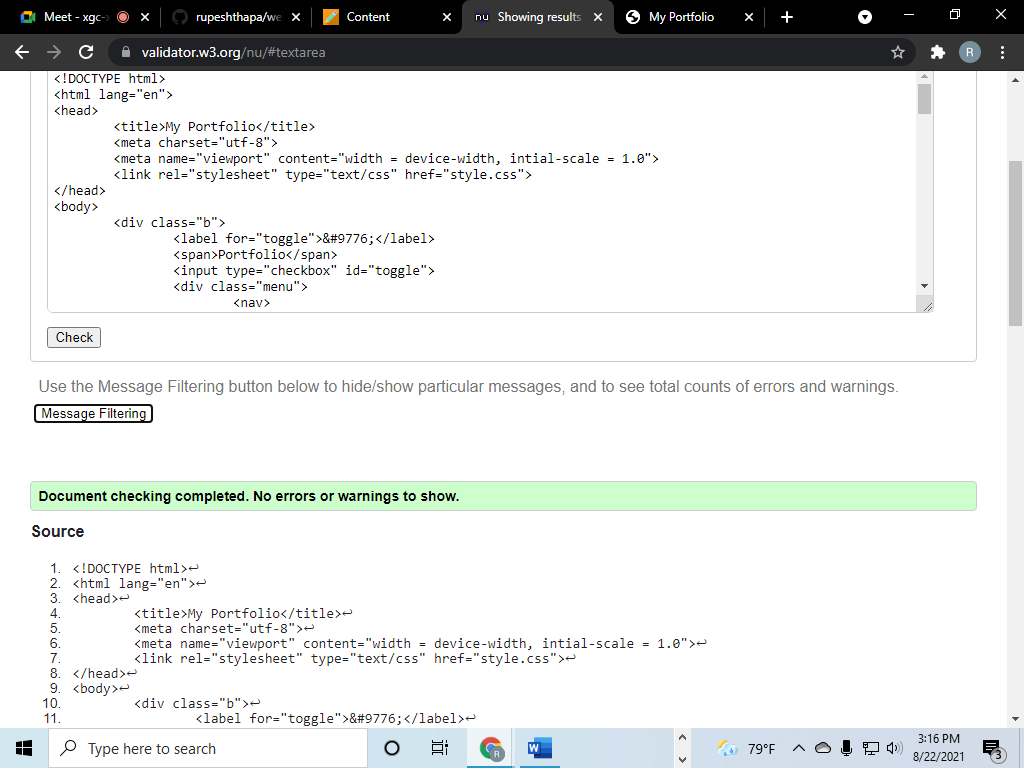 Meet - xgc-
rupeshthapa/we
Content
Showing results
My Portfolio
validator.w3.org/nu/#textarea
R
<!DOCTYPE html>
<html lang="en">
<head>
<title>My Portfolio</title>
<meta charset="utf-8">
<meta name="viewport" content="width = device-width, intial-scale = 1.0">
<link rel="stylesheet" type="text/css" href="style.css">
</head>
<body>
<div class="b">
<label for="toggle">&#9776;</label>
<span>Portfolio</span>
<input type="checkbox" id="toggle">
<div class="menu">
<nav>
Check
Use the Message Filtering button below to hide/show particular messages, and to see total counts of errors and warnings.
Message Filtering
Document checking completed. No errors or warnings to show.
Source
1. <!DOCTYPE html>↩
2. <html lang="en">↩
3. <head>↩
4. <title>My Portfolio</title>↩
5. <meta charset="utf-8">↩
6. <meta name="viewport" content="width = device-width, intial-scale = 1.0">↩
7. <link rel="stylesheet" type="text/css" href="style.css">↩
8. </head>↩
9. <body>↩
10. <div class="b">↩
11. <label for="toggle">&#9776;</label>↩
Type here to search
79°F
3:16 PM
8/22/2021
3